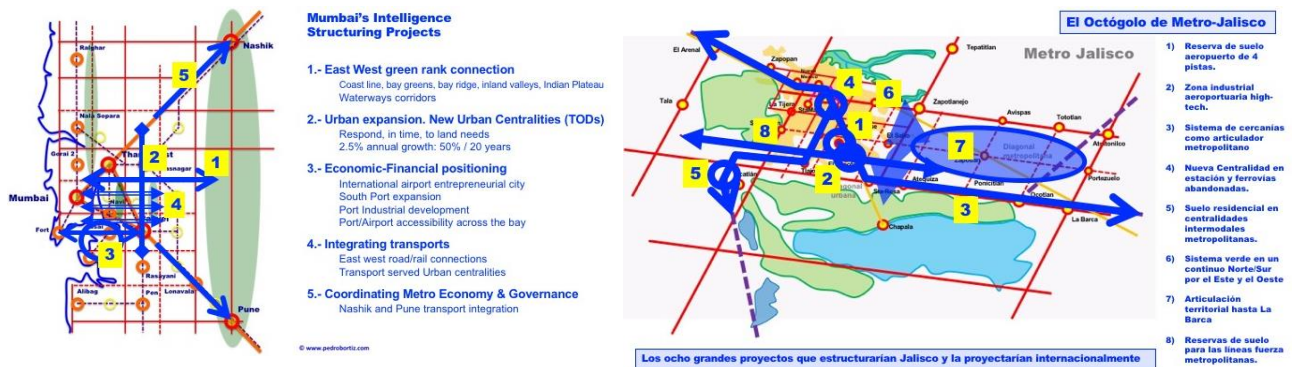 Raighar
Nashik
5
Nala Sopara
Gorai 2
2
1
Mumbai
4
Fort
3
Rasayani
Alibag
Pen
Lonavala
Pune
Mumbai's Intelligence
Structuring Projects
1.- East West green rank connection
Coast line, bay greens, bay ridge, inland valleys, Indian Plateau
Waterways corridors
2.- Urban expansion. New Urban Centralities (TODs)
Respond, in time, to land needs
2.5% annual growth: 50% / 20 years
3.- Economic-Financial positioning
International airport entrepreneurial city
South Port expansion
Port Industrial development
Port/Airport accessibility across the bay
4.- Integrating transports
East west road/rail connections
Transport served Urban centralities
5.- Coordinating Metro Economy & Governance
Nashik and Pune transport integration
© www.pedrobortiz.com
El Octógolo de Metro-Jalisco
Metro Jalisco
El Arenal
Tepatitlan
Zapopan
4
6
Tala
La Tijera
Zapotlanejo
Avispas
Tototlan
8
1
7
Atotonilco
Diagonal
metropolitana
5
2
Atequiza
Poncitlan
Portezuelo
urbana
3
Ocotlan
La Barca
Chapala
1) Reserva de suelo
aeropuerto de 4
pistas.
2) Zona industrial
aeroportuaria high-
tech.
3) Sistema de cercanías
como articulador
metropolitano
4) Nueva Centralidad en
estación y ferrovías
abandonadas.
5) Suelo residencial en
centralidades
intermodales
metropolitanas.
6) Sistema verde en un
continuo Norte/Sur
por el Este y el Oeste
7) Articulación
territorial hasta La
Barca
8) Reservas de suelo
para las líneas fuerza
metropolitanas.
Los ocho grandes proyectos que estructurarían Jalisco y la proyectarían internacionalmente